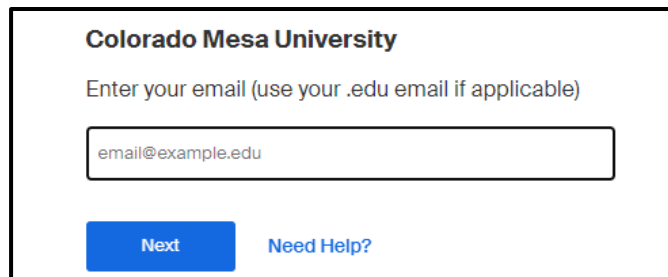 Colorado Mesa University
Enter your email (use your .edu email if applicable)
email@example.edu
Next
Need Help?